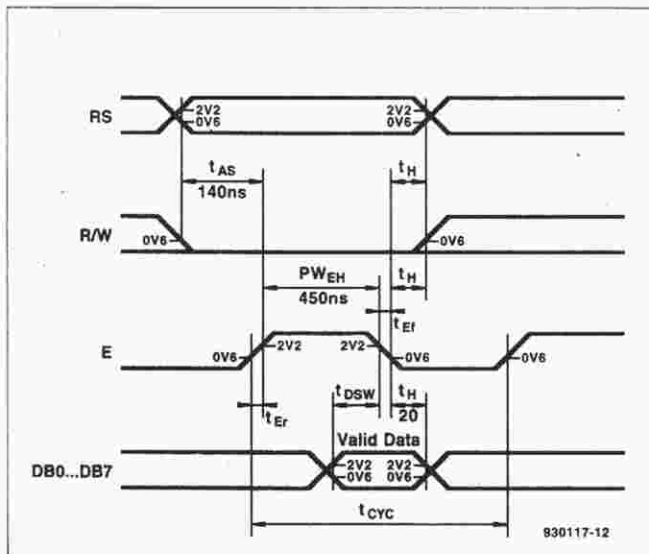 RS
2V2
0V6
2V2
0V6
tAS
140ns
tH
R/W
0V6
0V6
PWEH
450ns
tH
tEf
E
0V6
2V2
2V2
0V6
0V6
tEr
tDSW
tH
20
Valid Data
DB0...DB7
2V2
0V6
2V2
0V6
tCYC
930117-12